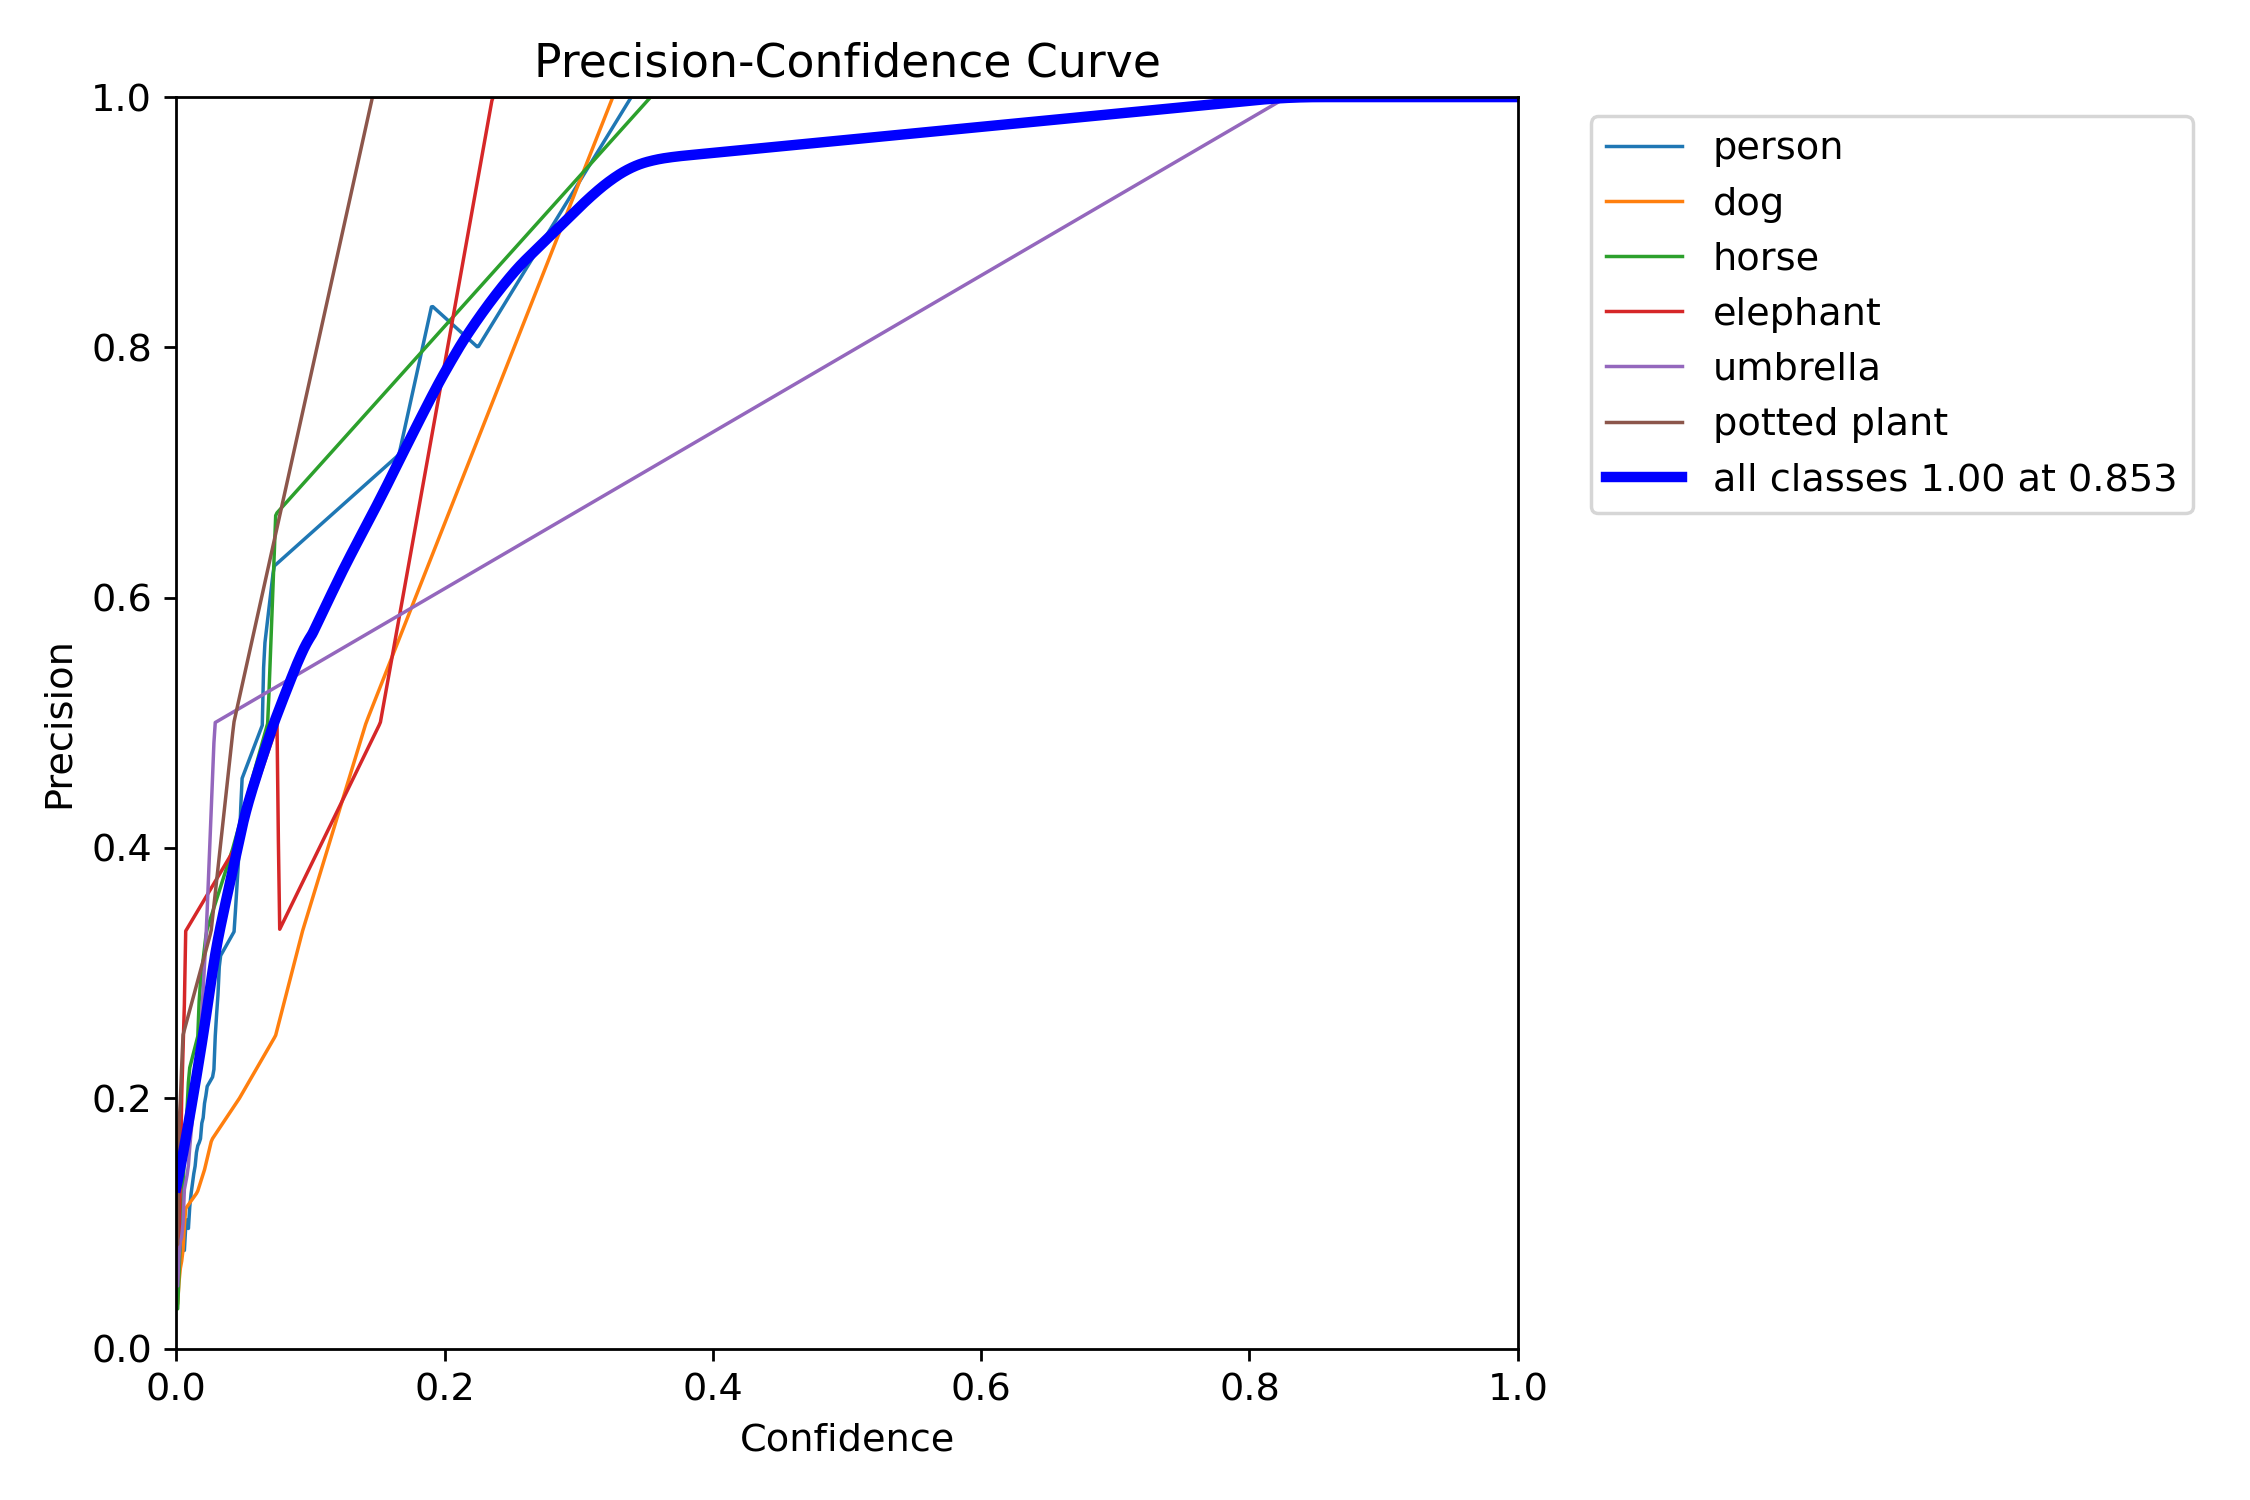 Precision-Confidence Curve
1.0
0.8
0.6
0.4
0.2
0.0
Precision
0.0 0.2 0.4 0.6 0.8 1.0
Confidence
person
dog
horse
elephant
umbrella
potted plant
all classes 1.00 at 0.853